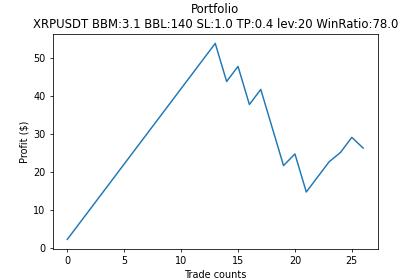 Portfolio
XRPUSDT BBM:3.1 BBL:140 SL:1.0 TP:0.4 lev:20 WinRatio:78.0
Profit ($)
50
40
30
20
10
0
0 5 10 15 20 25
Trade counts